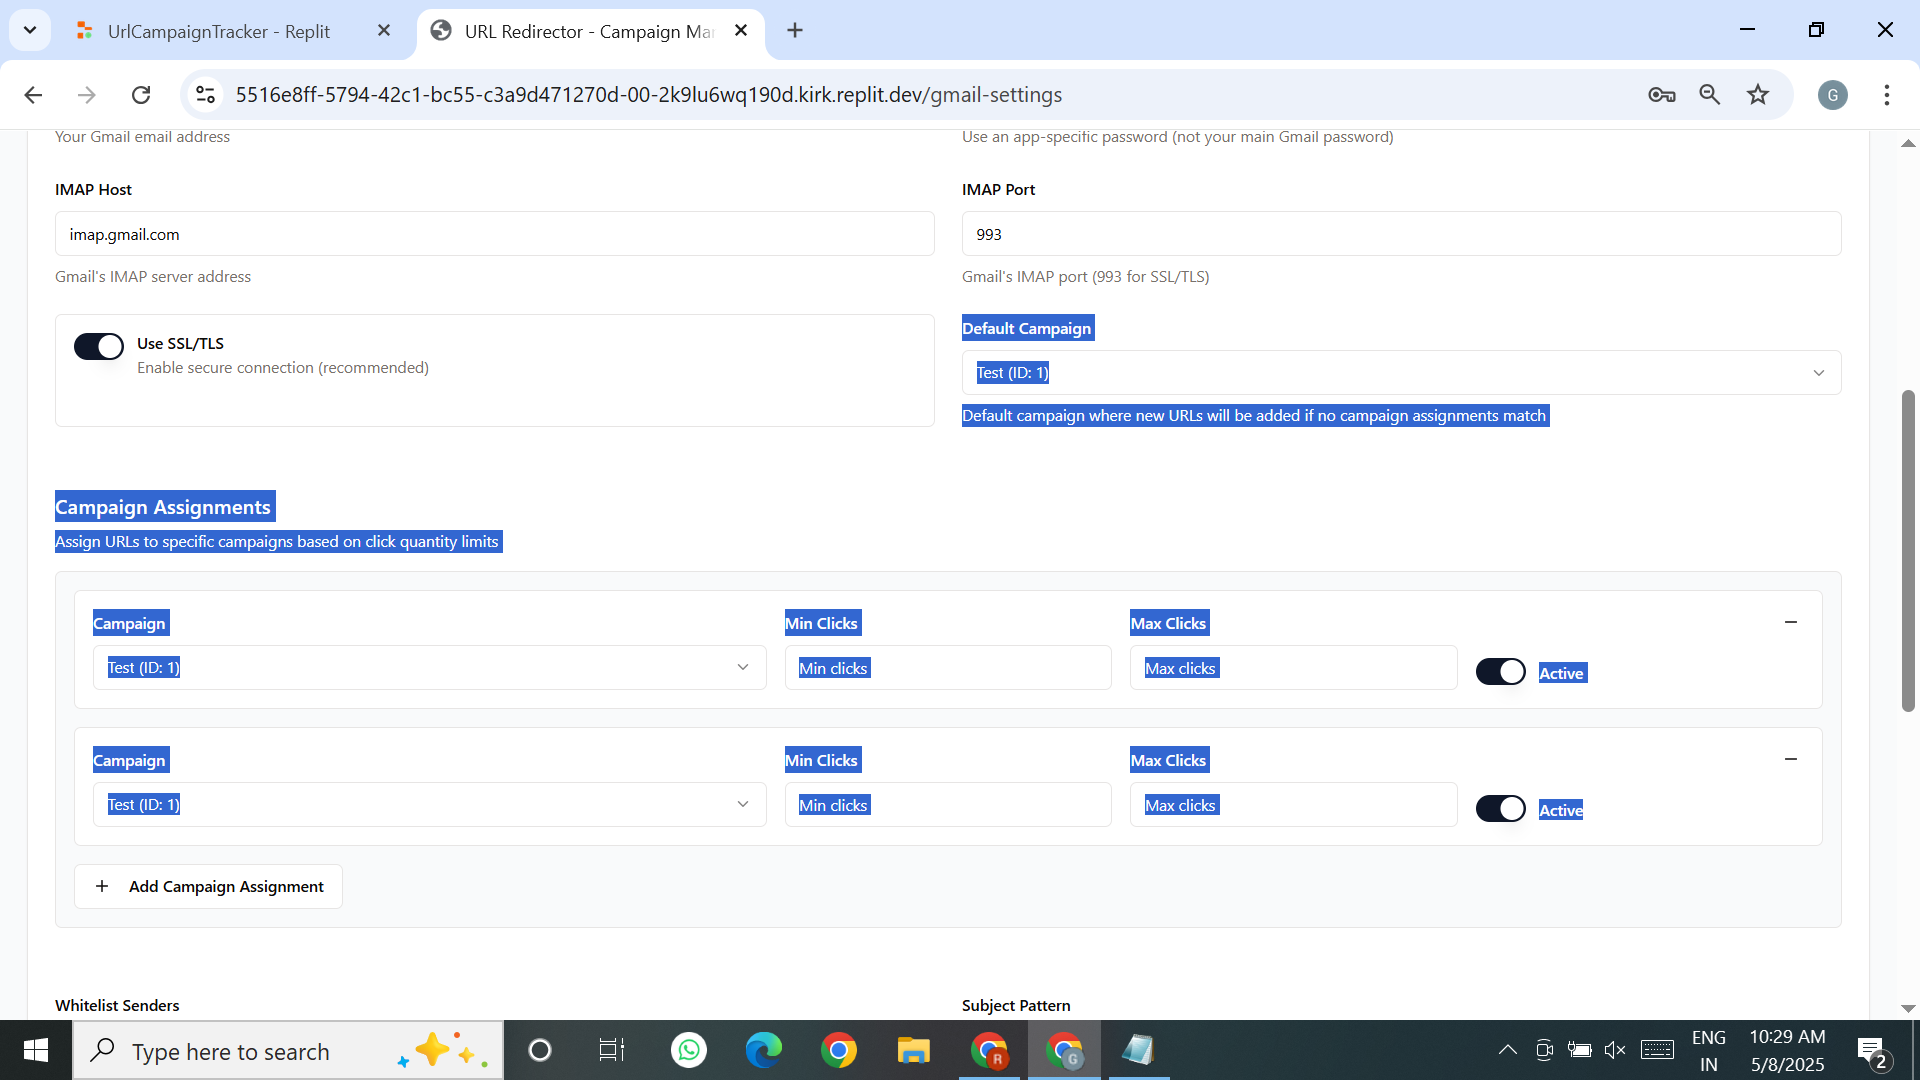 UrlCampaignTracker - Replit
URL Redirector - Campaign Ma
5516e8ff-5794-42c1-bc55-c3a9d471270d-00-2k9lu6wq190d.kirk.replit.dev/gmail-settings
G
Your Gmail email address
Use an app-specific password (not your main Gmail password)
IMAP Host
IMAP Port
imap.gmail.com
993
Gmail's IMAP server address
Gmail's IMAP port (993 for SSL/TLS)
Use SSL/TLS
Enable secure connection (recommended)
Default Campaign
Test (ID: 1)
Default campaign where new URLs will be added if no campaign assignments match
Campaign Assignments
Assign URLs to specific campaigns based on click quantity limits
Campaign
Min Clicks
Max Clicks
Test (ID: 1)
Min clicks
Max clicks
Active
Campaign
Min Clicks
Max Clicks
Test (ID: 1)
Min clicks
Max clicks
Active
Add Campaign Assignment
Whitelist Senders
Subject Pattern
Type here to search
R
G
ENG
IN
10:29 AM
5/8/2025
2